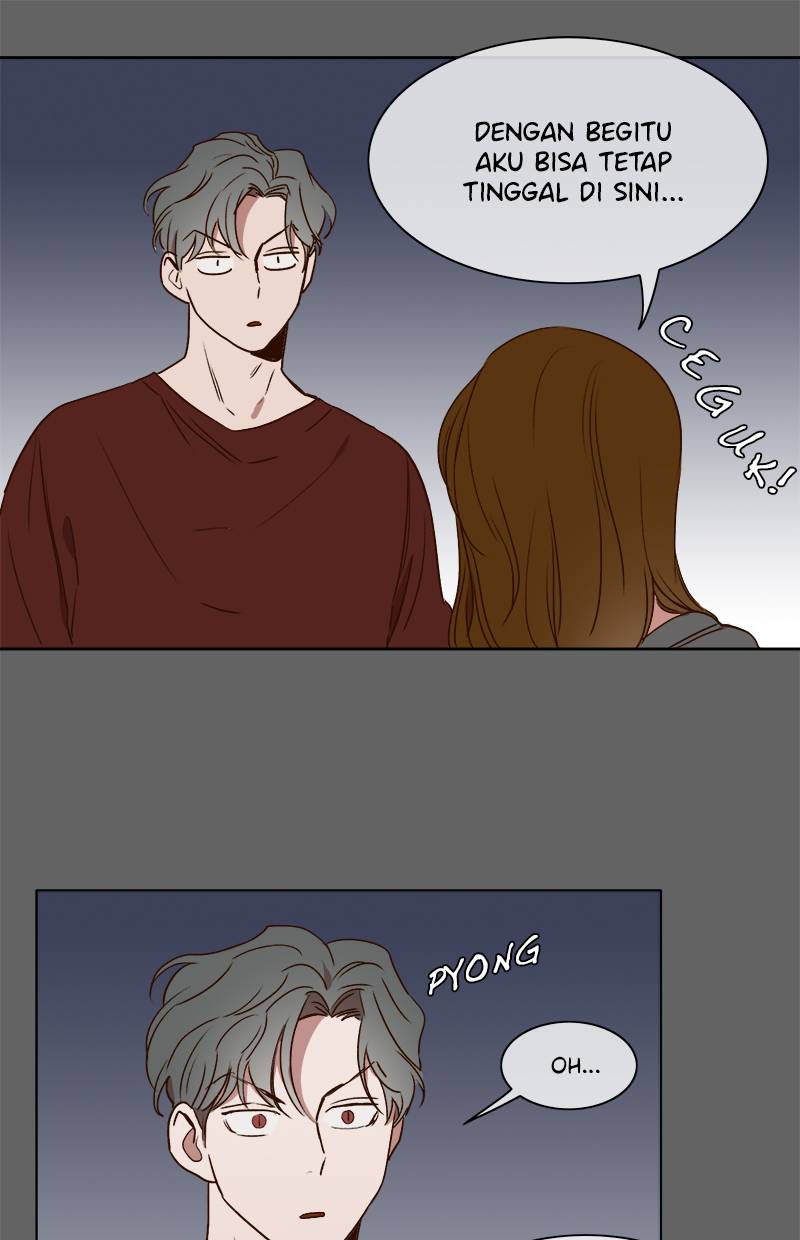 DENGAN BEGITU
AKU BISA TETAP
TINGGAL DI SINI...
CEGUK!
PYONG
OH...